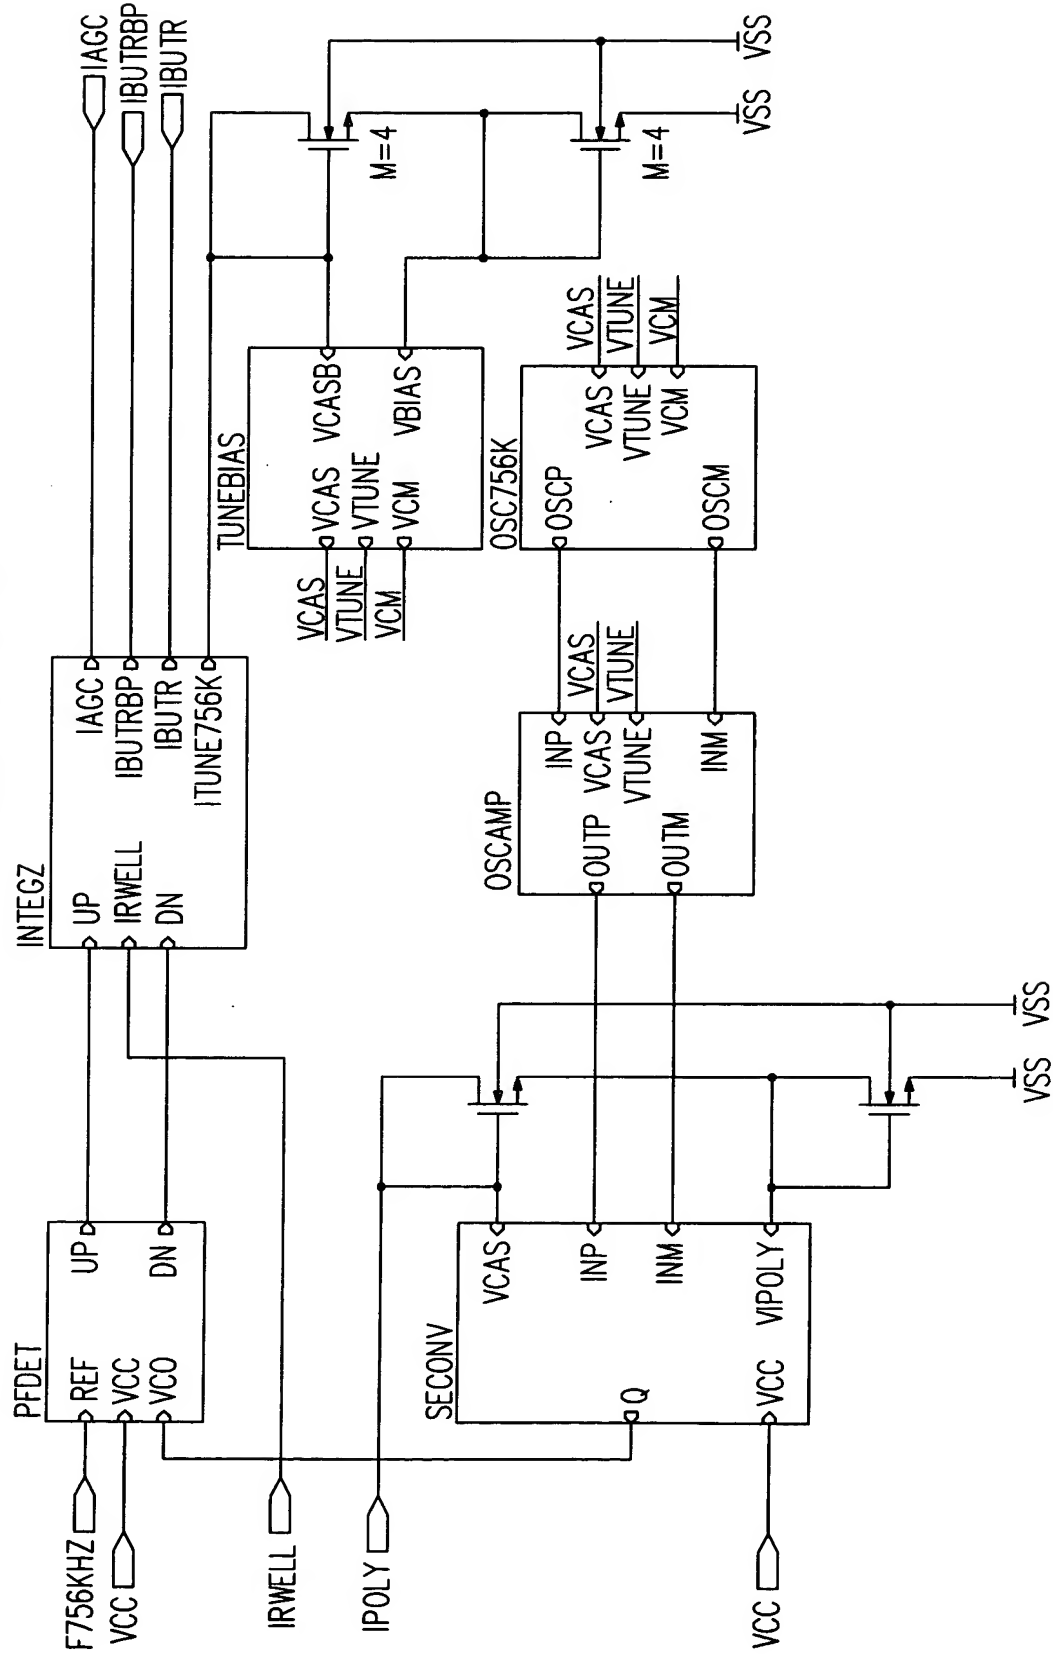 F756KHZ
VCC
IRWELL
IPOLY
VCC
PFDET
REF
VCC
VCO
UP
DN
SECONV
Q
VCC
VCAS
INP
INM
VIPOLY
VSS
VSS
INTEGZ
UP
IRWELL
DN
IAGC
IBUTRBP
IBUTR
ITUNE756K
OSCAMP
OUTP
OUTM
INP
VCAS
VTUNE
INM
VCAS
VTUNE
VCAS
VTUNE
VCM
TUNEBIAS
VCAS
VTUNE
VCM
VCASB
VBIAS
OSC756K
OSCP
OSCM
VCAS
VTUNE
VCM
VCAS
VTUNE
VCM
M=4
M=4
IAGC
IBUTRBP
IBUTR
VSS
VSS